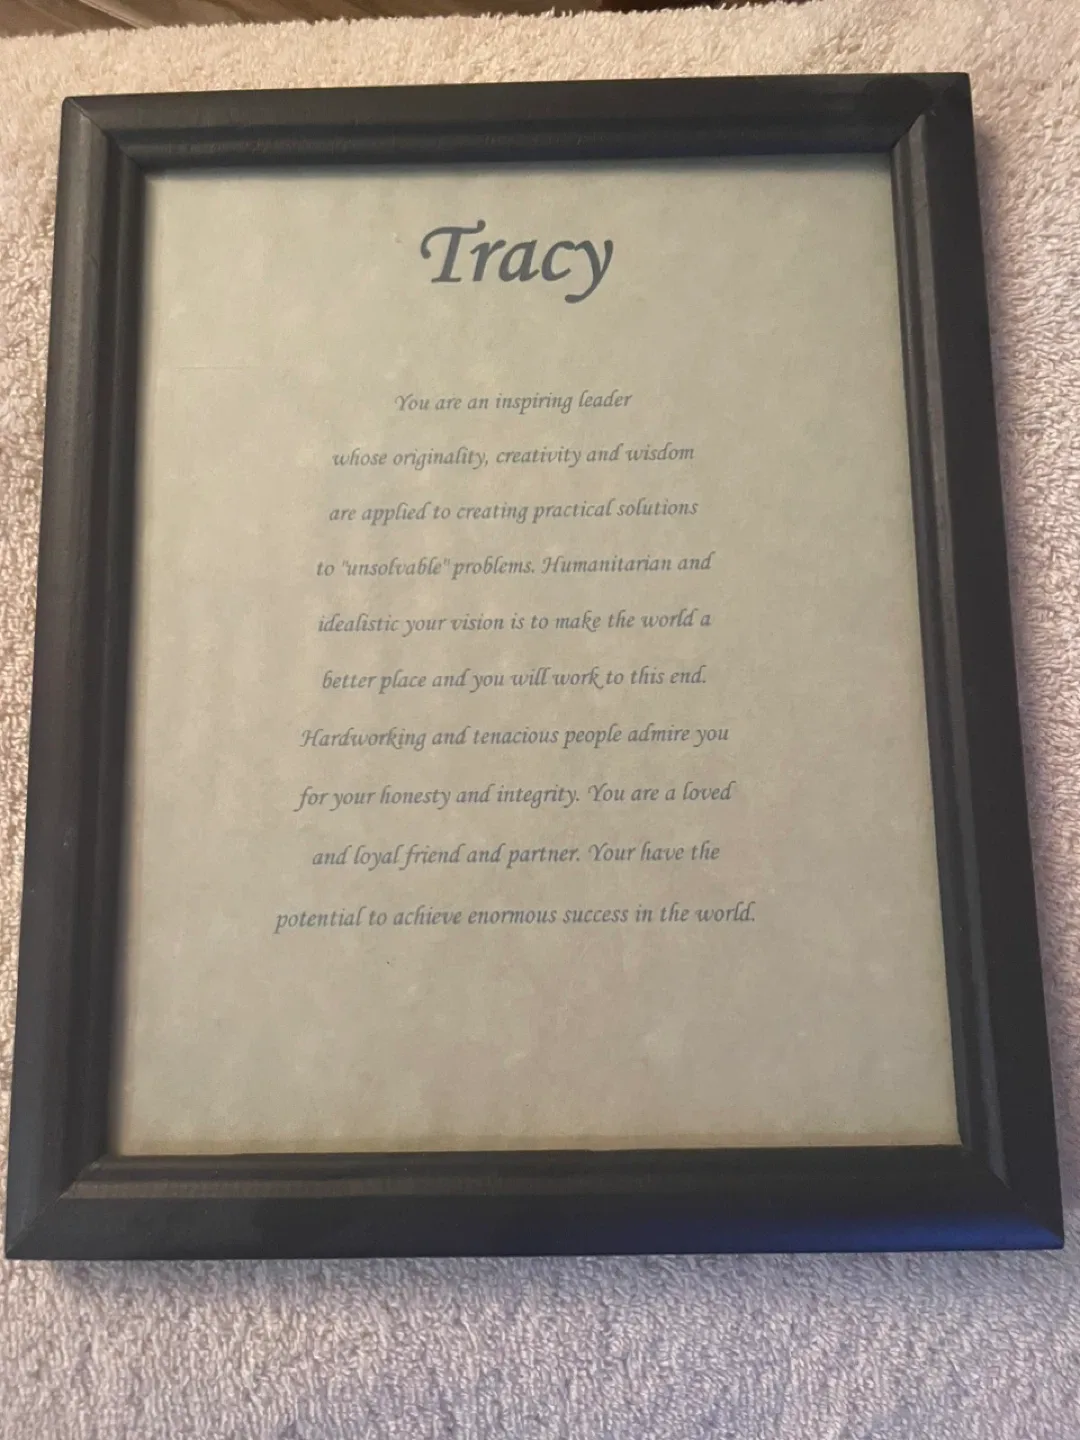 Tracy
You are an inspiring leader
whose originality, creativity and wisdom
are applied to creating practical solutions
to "unsolvable" problems. Humanitarian and
idealistic your vision is to make the world a
better place and you will work to this end.
Hardworking and tenacious people admire you
for your honesty and integrity. You are a loved
and loyal friend and partner. Your have the
potential to achieve enormous success in the world.